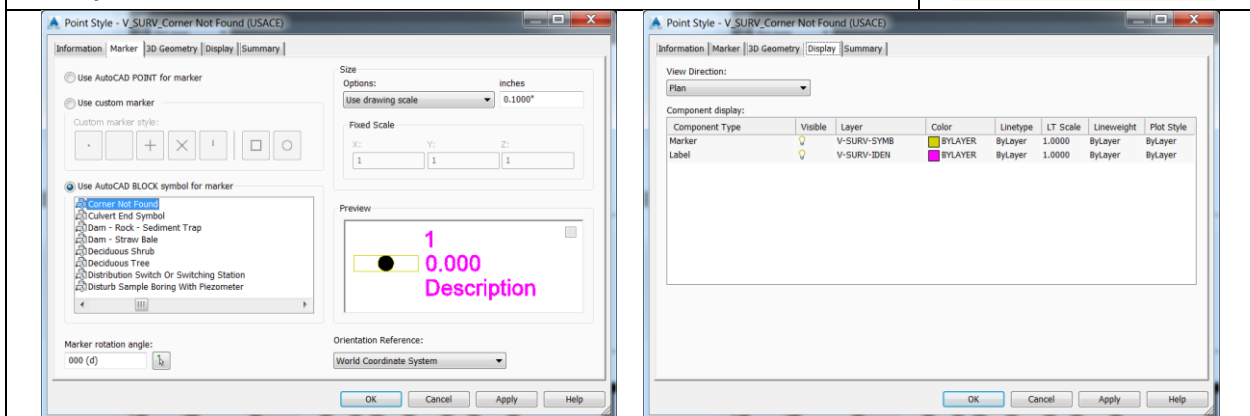 Point Style - V_SURV_Corner Not Found (USACE)
Information Marker 3D Geometry Display Summary
Use AutoCAD POINT for marker
Use custom marker
Custom marker style:
Use AutoCAD BLOCK symbol for marker
Corner Not Found
Culvert End Symbol
Dam - Rock - Sediment Trap
Dam - Straw Bale
Deciduous Shrub
Deciduous Tree
Distribution Switch Or Switching Station
Disturb Sample Boring With Piezometer
Marker rotation angle:
000 (d)
Size
Options: inches
Use drawing scale 0.1000"
Fixed Scale
X: Y: Z:
1 1 1
Preview
1
0.000
Description
Orientation Reference:
World Coordinate System
OK Cancel Apply Help
Point Style - V_SURV_Corner Not Found (USACE)
Information Marker 3D Geometry Display Summary
View Direction:
Plan
Component display:
Component Type Visible Layer Color Linetype LT Scale Lineweight Plot Style
Marker V-SURV-SYMB BYLAYER ByLayer 1.0000 ByLayer ByLayer
Label V-SURV-IDEN BYLAYER ByLayer 1.0000 ByLayer ByLayer
OK Cancel Apply Help